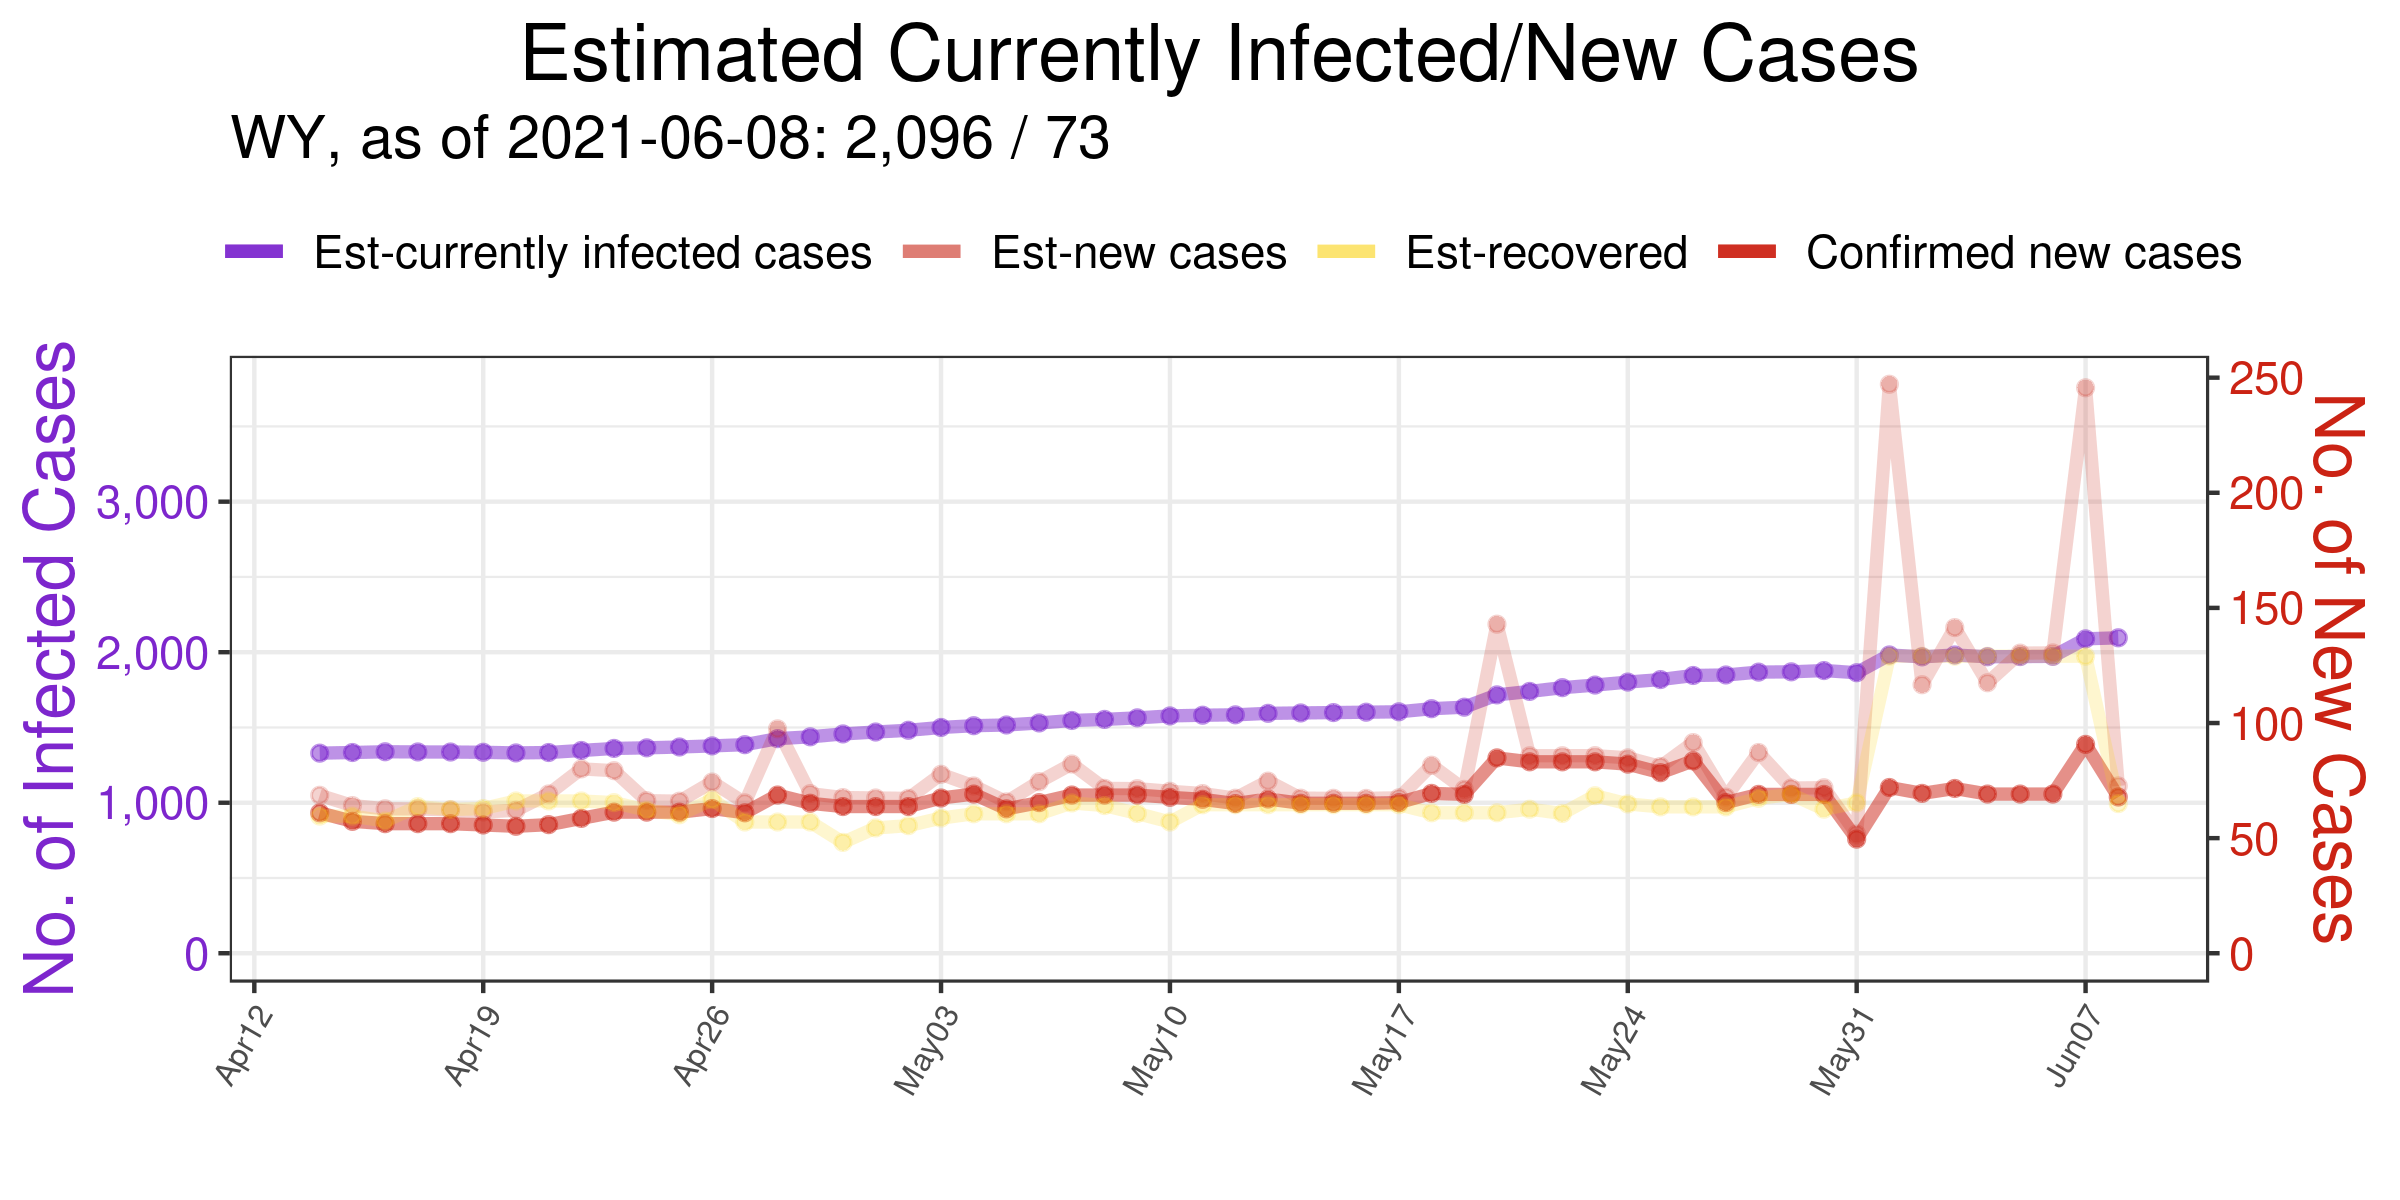 Estimated Currently Infected/New Cases
WY, as of 2021-06-08: 2,096 / 73
Est-currently infected cases Est-new cases Est-recovered Confirmed new cases
No. of Infected Cases
3,000
2,000
1,000
0
250
200
150
100
50
0
No. of New Cases
Apr12 Apr19 Apr26 May03 May10 May17 May24 May31 Jun07